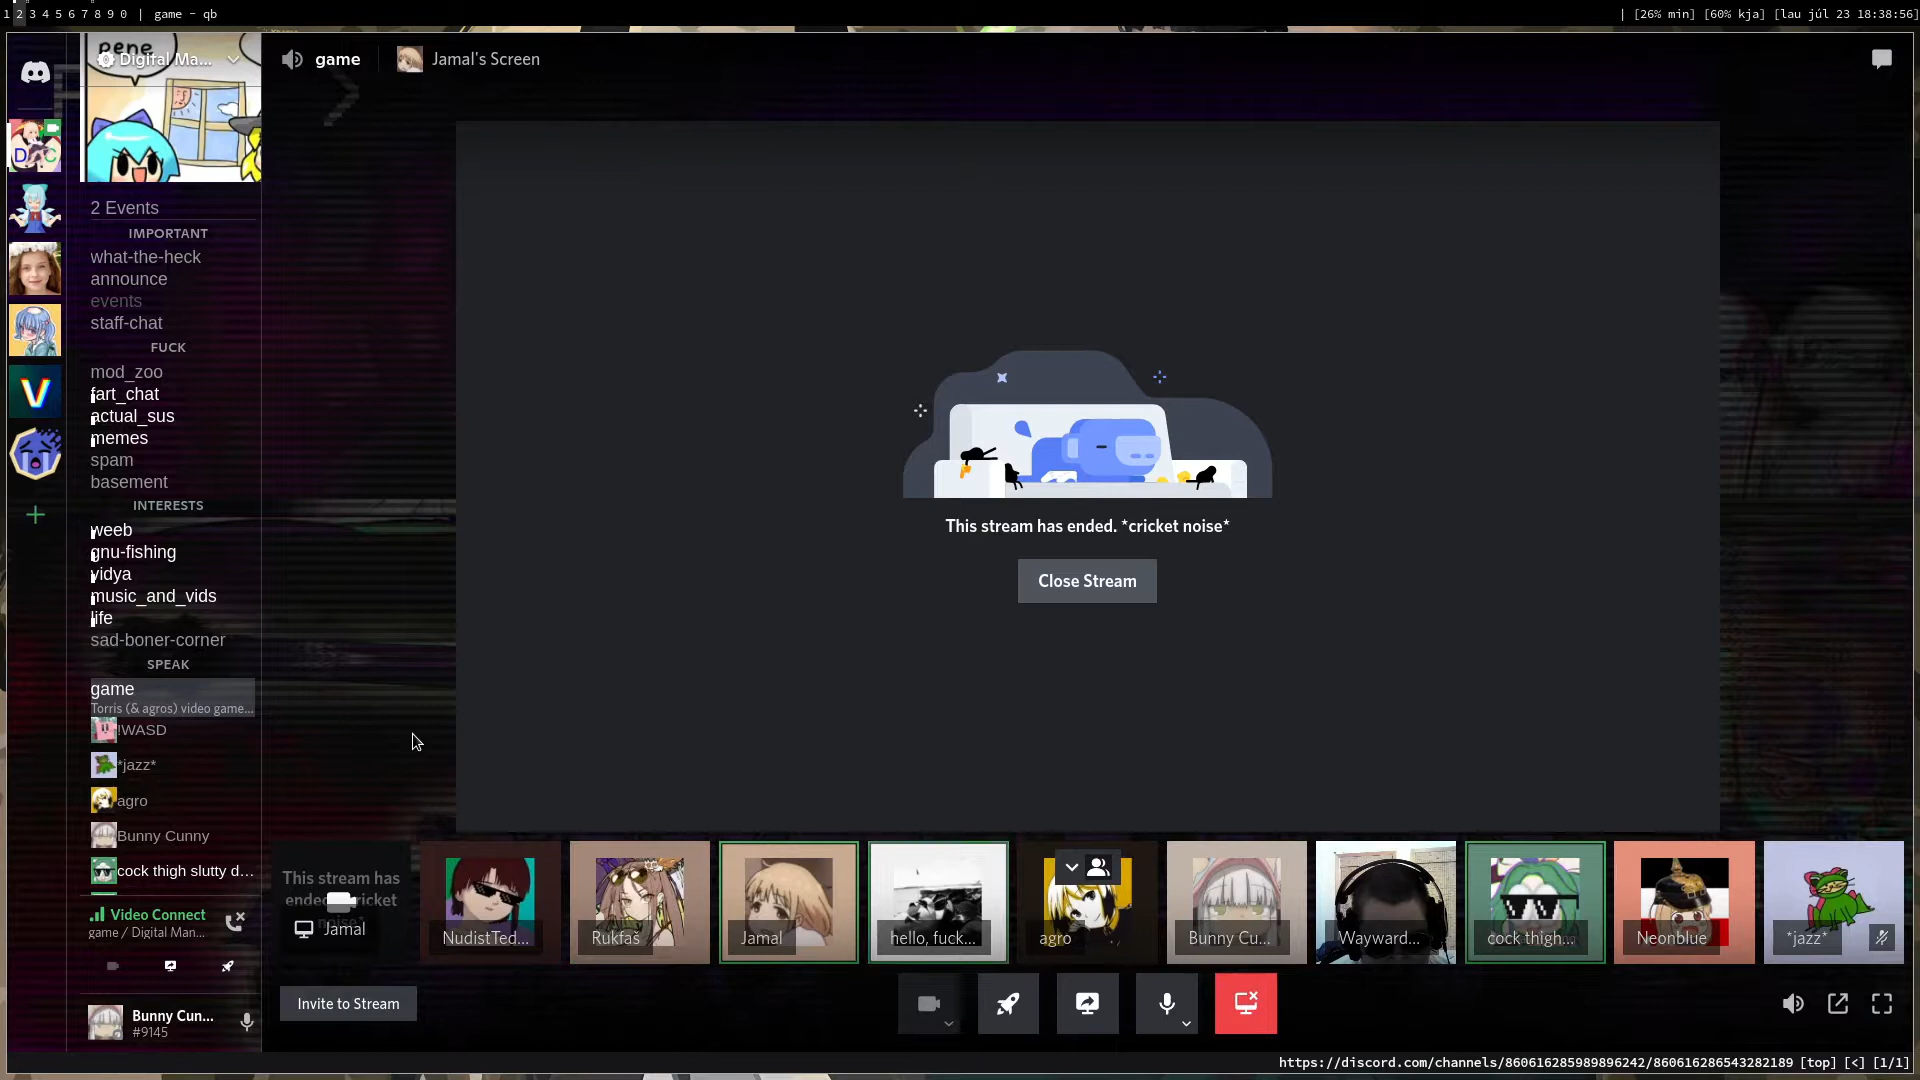 1 2 3 4 5 6 7 8 9 0 | game - qb
| [26% min] [60% kja] [lau júl 23 18:38:56]
pene
Digital Ma...
game
Jamal's Screen
D C
V
2 Events
IMPORTANT
what-the-heck
announce
events
staff-chat
FUCK
mod_zoo
fart_chat
actual_sus
memes
spam
basement
INTERESTS
weeb
gnu-fishing
vidya
music_and_vids
life
sad-boner-corner
SPEAK
game
Torris (& agros) video game...
!WASD
*jazz*
agro
Bunny Cunny
cock thigh slutty d...
Video Connect
game / Digital Man...
Bunny Cun...
#9145
This stream has ended. *cricket noise*
Close Stream
This stream has
ended. *cricket
noise*
Jamal
NudistTed...
Rukfaš
Jamal
hello, fuck...
agro
Bunny Cu...
Wayward...
cock thigh...
Neonblue
*jazz*
Invite to Stream
https://discord.com/channels/860616285989896242/860616286543282189 [top] [<] [1/1]